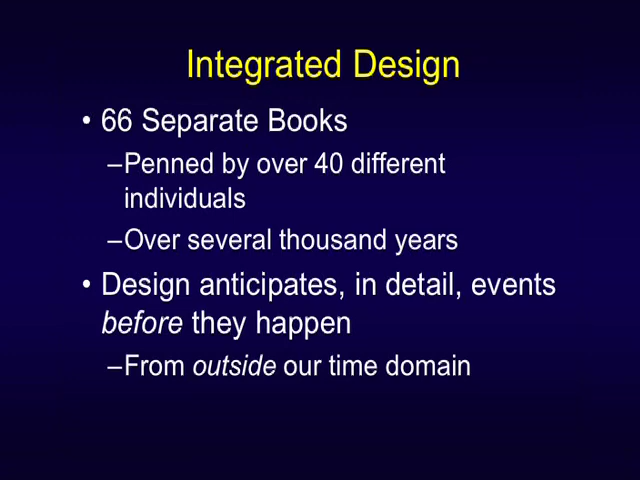 Integrated Design
• 66 Separate Books
–Penned by over 40 different
individuals
–Over several thousand years
• Design anticipates, in detail, events
before they happen
–From outside our time domain